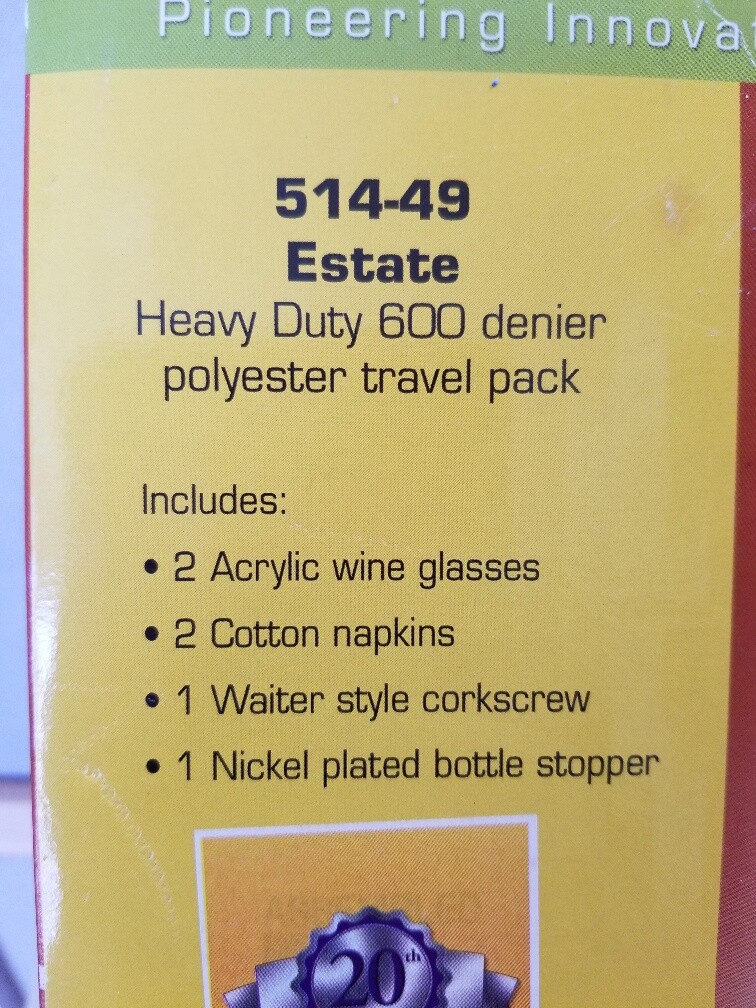 Pioneering
514-49
Estate
Heavy Duty 600 denier
polyester travel pack
Includes:
• 2 Acrylic wine glasses
• 2 Cotton napkins
• 1 Waiter style corkscrew
• 1 Nickel plated bottle stopper
20th